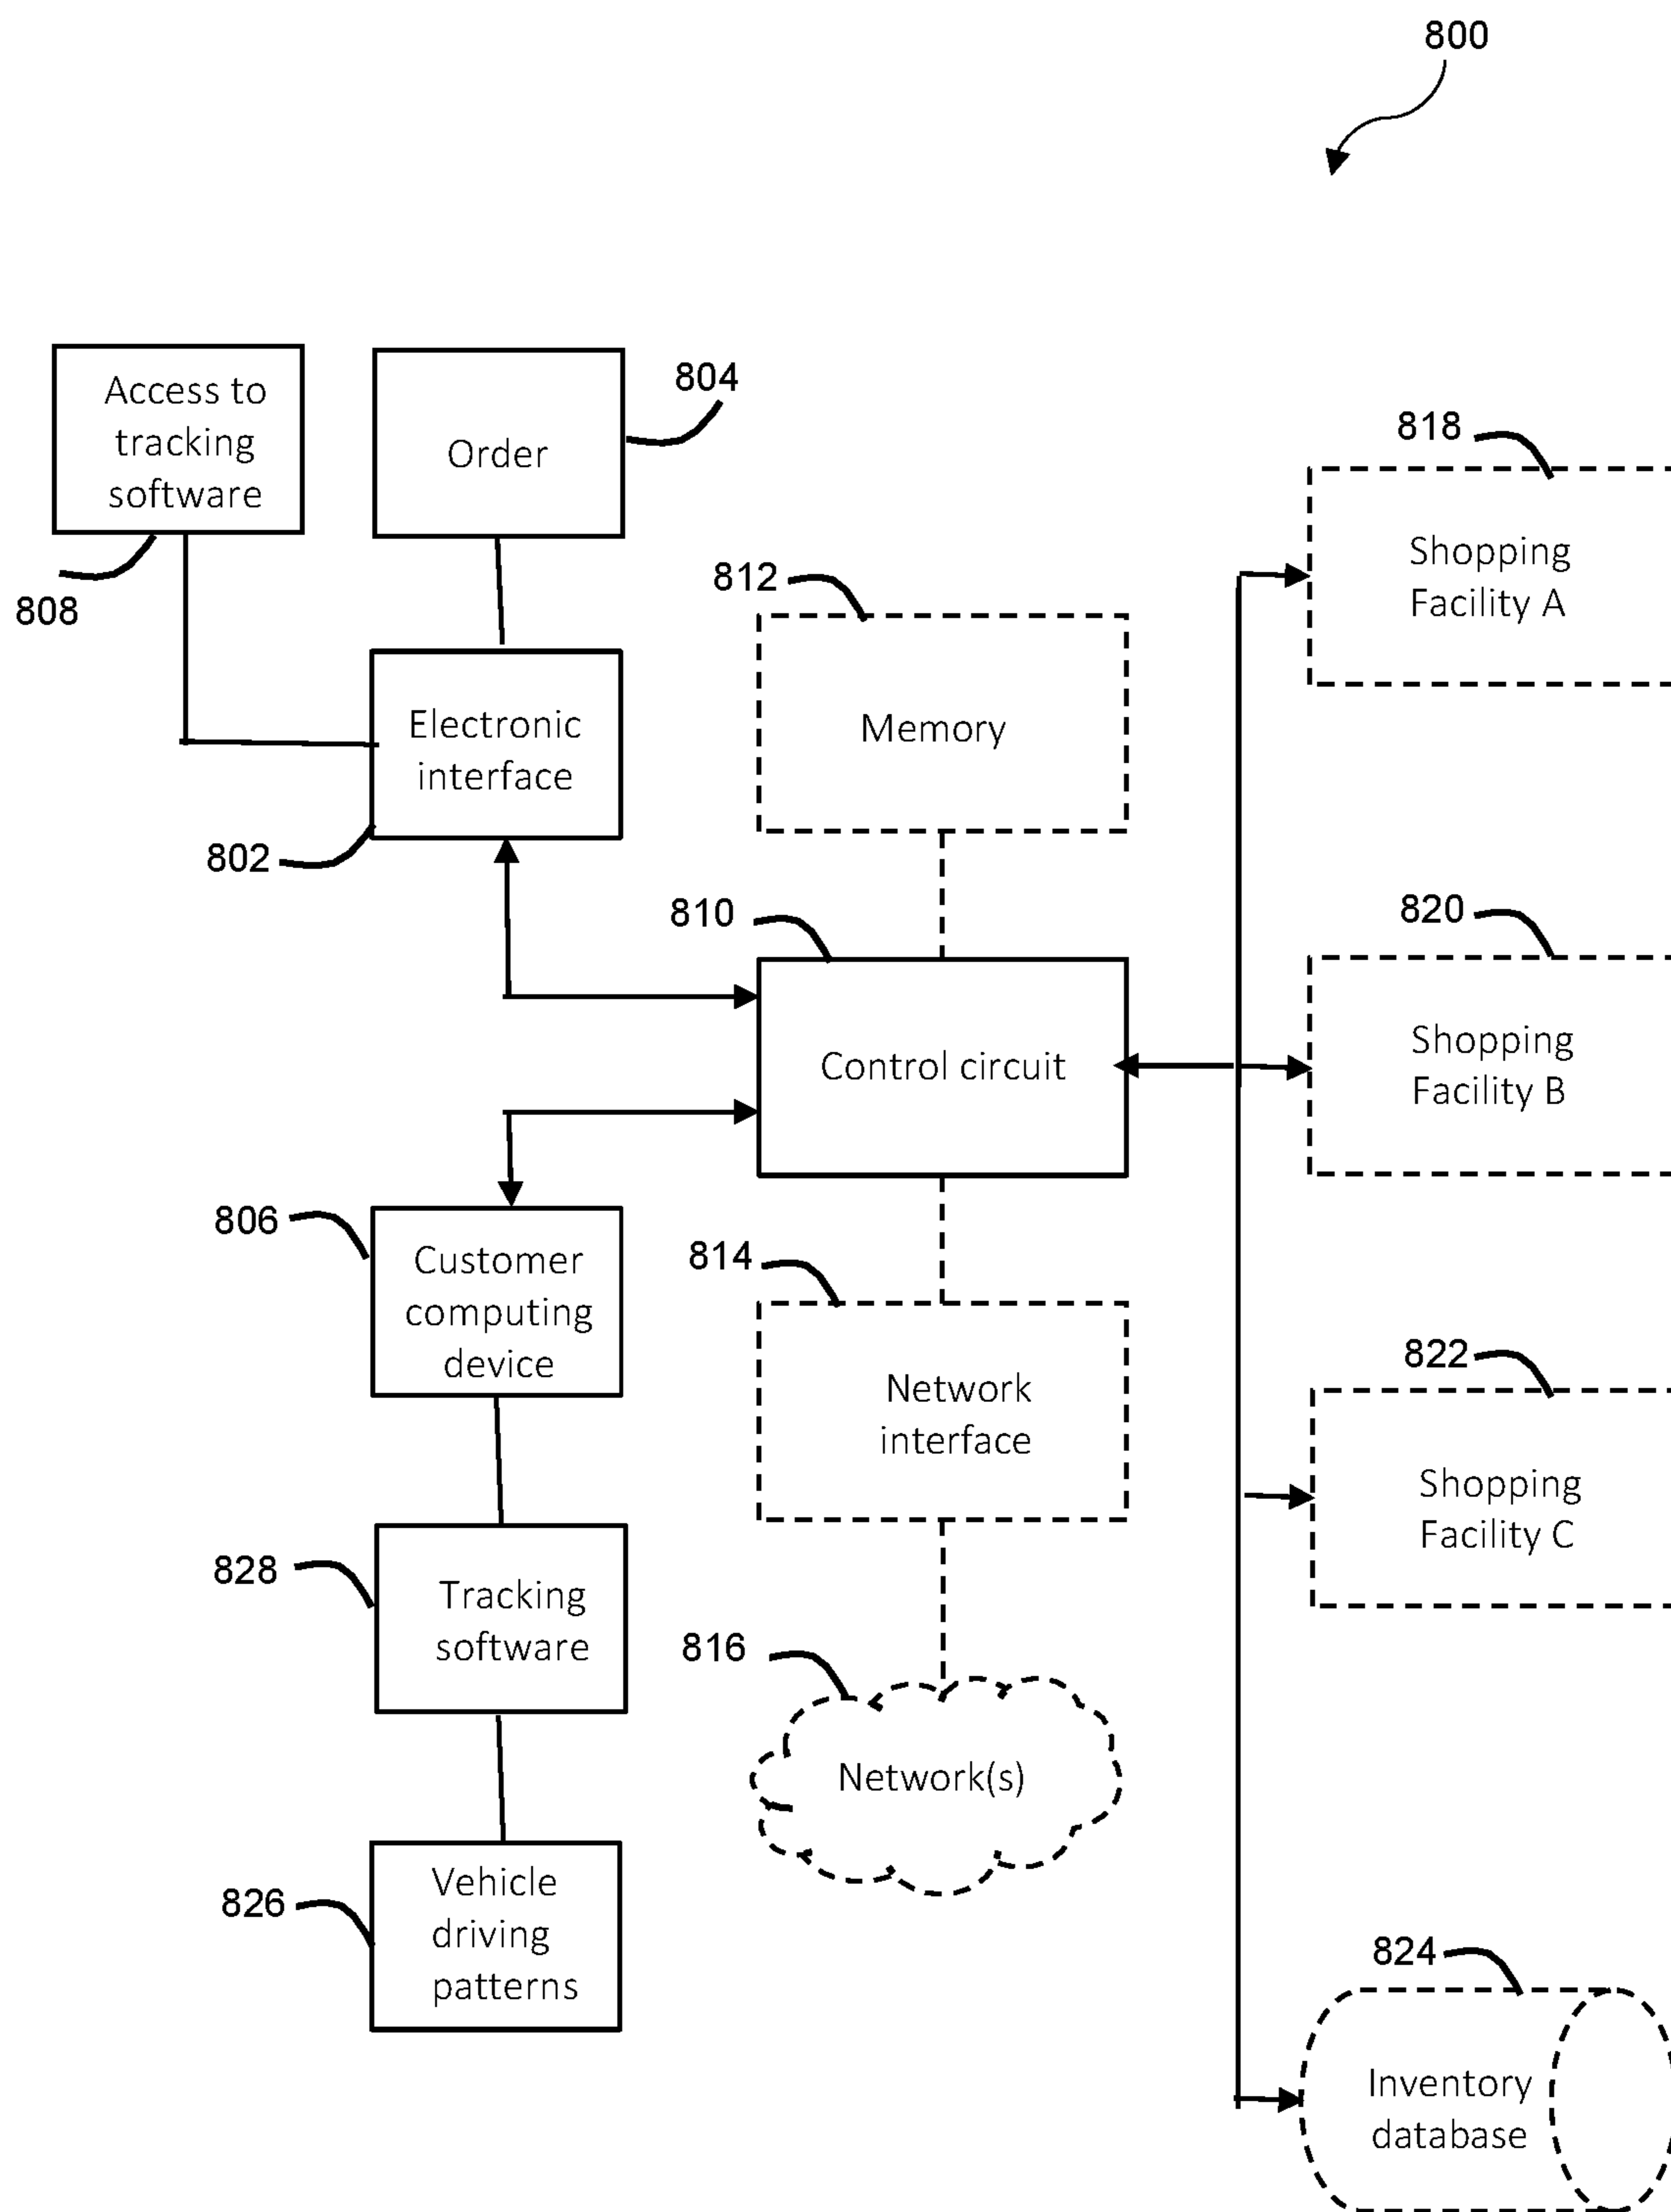 800
Access to
tracking
software
808
Order
804
Electronic
interface
802
812
Memory
810
Control circuit
806
Customer
computing
device
814
Network
interface
828
Tracking
software
816
Network(s)
826
Vehicle
driving
patterns
818
Shopping
Facility A
820
Shopping
Facility B
822
Shopping
Facility C
824
Inventory
database